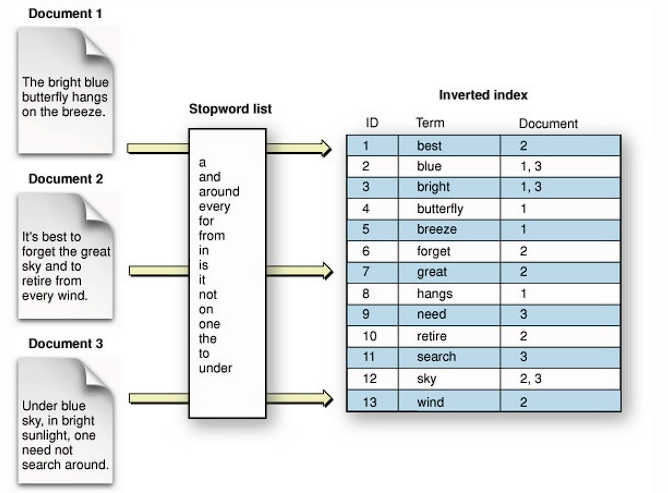 Document 1
The bright blue
butterfly hangs
on the breeze.
Document 2
It's best to
forget the great
sky and to
retire from
every wind.
Document 3
Under blue
sky, in bright
sunlight, one
need not
search around.
Stopword list
a
and
around
every
for
from
in
is
it
not
on
one
the
to
under
Inverted index
ID Term Document
1 best 2
2 blue 1, 3
3 bright 1, 3
4 butterfly 1
5 breeze 1
6 forget 2
7 great 2
8 hangs 1
9 need 3
10 retire 2
11 search 3
12 sky 2, 3
13 wind 2